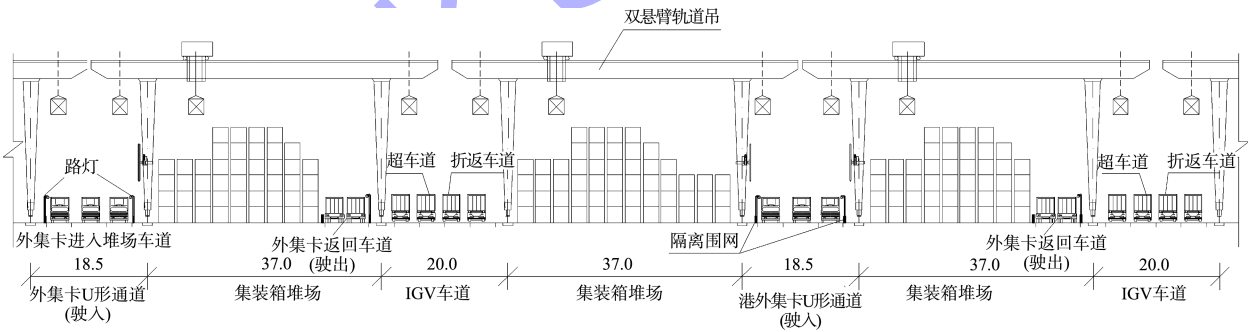 双悬臂轨道吊
路灯
超车道
折返车道
超车道
折返车道
外集卡进入堆场车道
外集卡返回车道
(驶出)
隔离围网
外集卡返回车道
(驶出)
18.5
37.0
20.0
37.0
18.5
37.0
20.0
外集卡U形通道
(驶入)
集装箱堆场
IGV车道
集装箱堆场
港外集卡U形通道
(驶入)
集装箱堆场
IGV车道